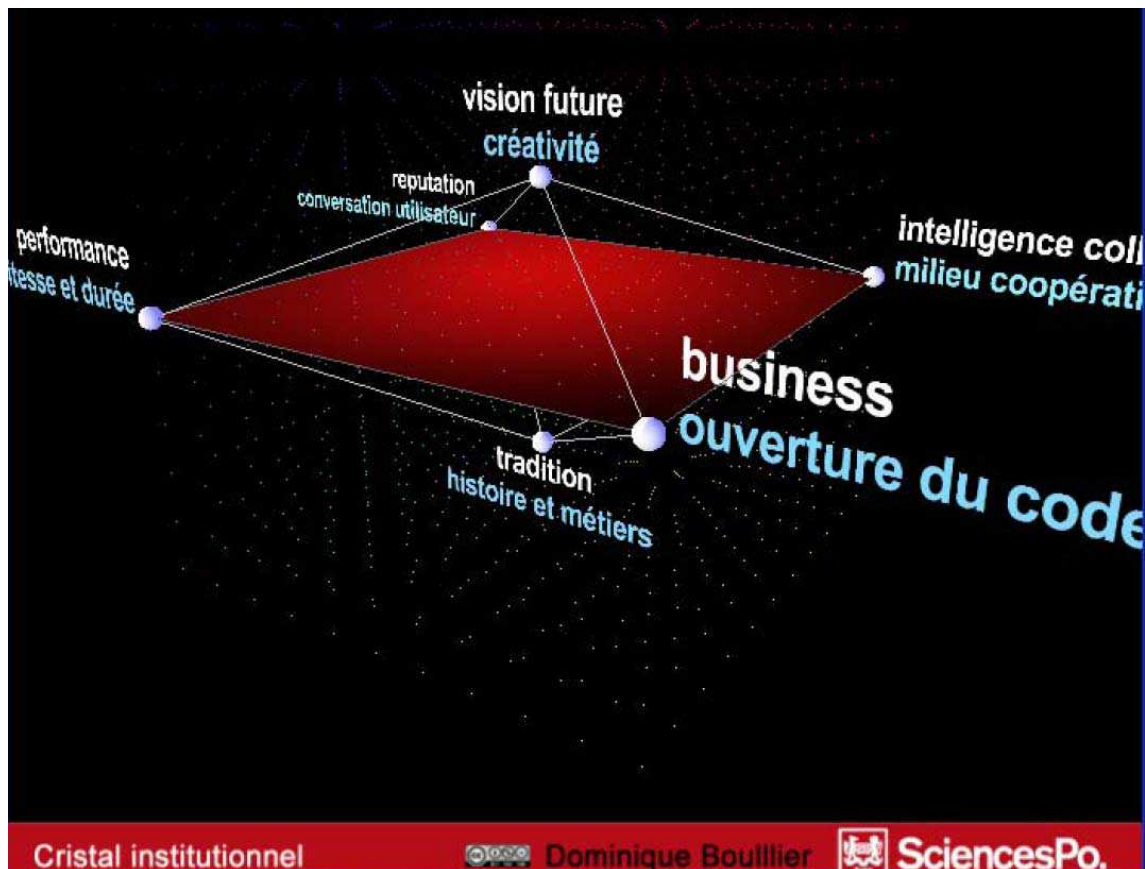 vision future
créativité
reputation
conversation utilisateur
performance
itesse et durée
intelligence coll
milieu coopérati
business
ouverture du code
tradition
histoire et métiers
Cristal institutionnel
Dominique Boulllier
SciencesPo.